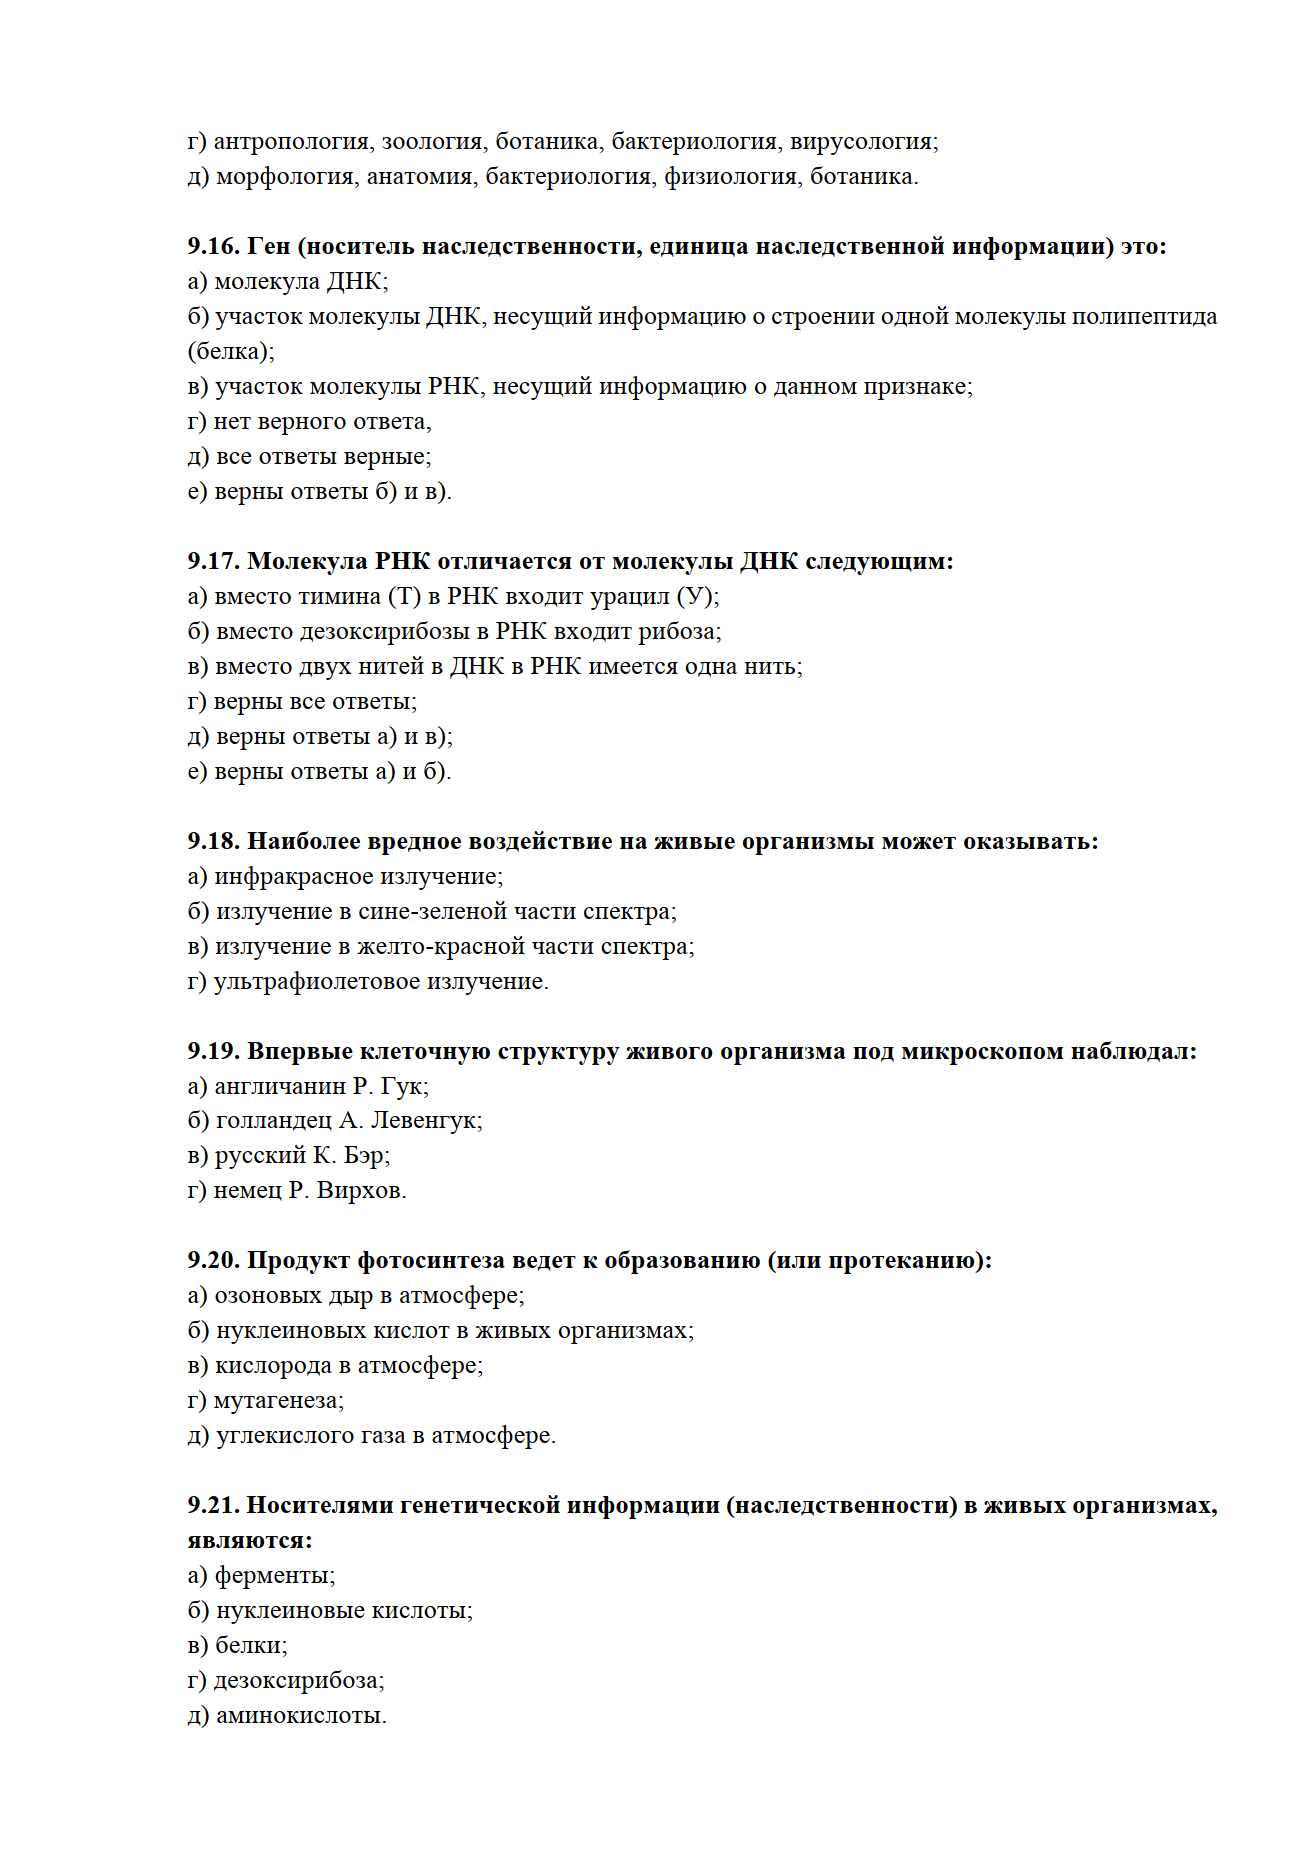 г) антропология, зоология, ботаника, бактериология, вирусология;
д) морфология, анатомия, бактериология, физиология, ботаника.
9.16. Ген (носитель наследственности, единица наследственной информации) это:
а) молекула ДНК;
б) участок молекулы ДНК, несущий информацию о строении одной молекулы полипептида
(белка);
в) участок молекулы РНК, несущий информацию о данном признаке;
г) нет верного ответа,
д) все ответы верные;
е) верны ответы б) и в).
9.17. Молекула РНК отличается от молекулы ДНК следующим:
а) вместо тимина (Т) в РНК входит урацил (У);
б) вместо дезоксирибозы в РНК входит рибоза;
в) вместо двух нитей в ДНК в РНК имеется одна нить;
г) верны все ответы;
д) верны ответы а) и в);
е) верны ответы а) и б).
9.18. Наиболее вредное воздействие на живые организмы может оказывать:
а) инфракрасное излучение;
б) излучение в сине-зеленой части спектра;
в) излучение в желто-красной части спектра;
г) ультрафиолетовое излучение.
9.19. Впервые клеточную структуру живого организма под микроскопом наблюдал:
а) англичанин Р. Гук;
б) голландец А. Левенгук;
в) русский К. Бэр;
г) немец Р. Вирхов.
9.20. Продукт фотосинтеза ведет к образованию (или протеканию):
а) озоновых дыр в атмосфере;
б) нуклеиновых кислот в живых организмах;
в) кислорода в атмосфере;
г) мутагенеза;
д) углекислого газа в атмосфере.
9.21. Носителями генетической информации (наследственности) в живых организмах,
являются:
а) ферменты;
б) нуклеиновые кислоты;
в) белки;
г) дезоксирибоза;
д) аминокислоты.